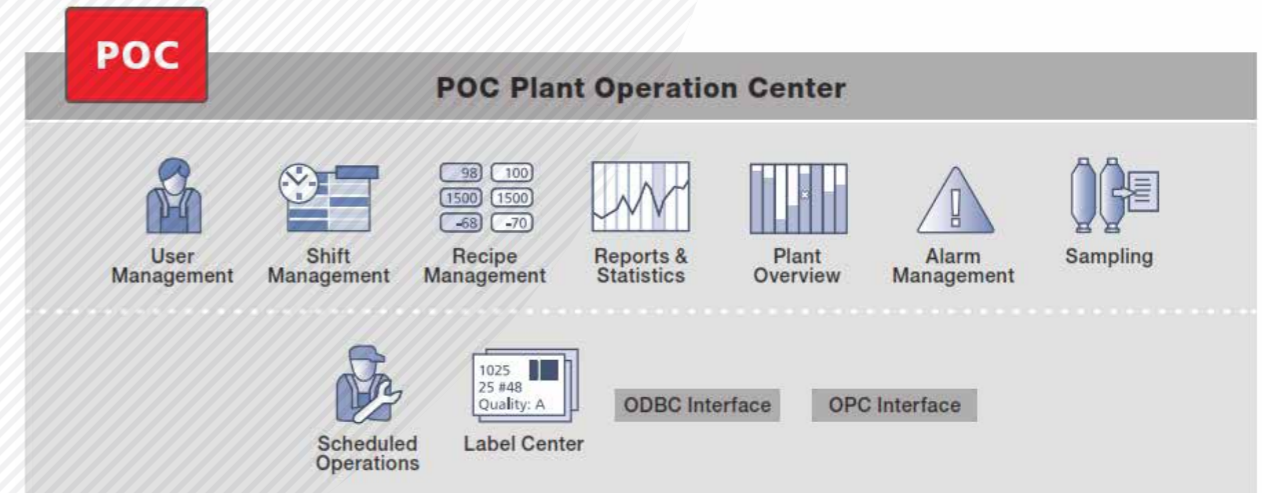 POC
POC Plant Operation Center
98 100
1500 1500
-68 -70
User
Management
Shift
Management
Recipe
Management
Reports &
Statistics
Plant
Overview
Alarm
Management
Sampling
1025
25 #48
Quality: A
Scheduled
Operations
Label Center
ODBC Interface
OPC Interface